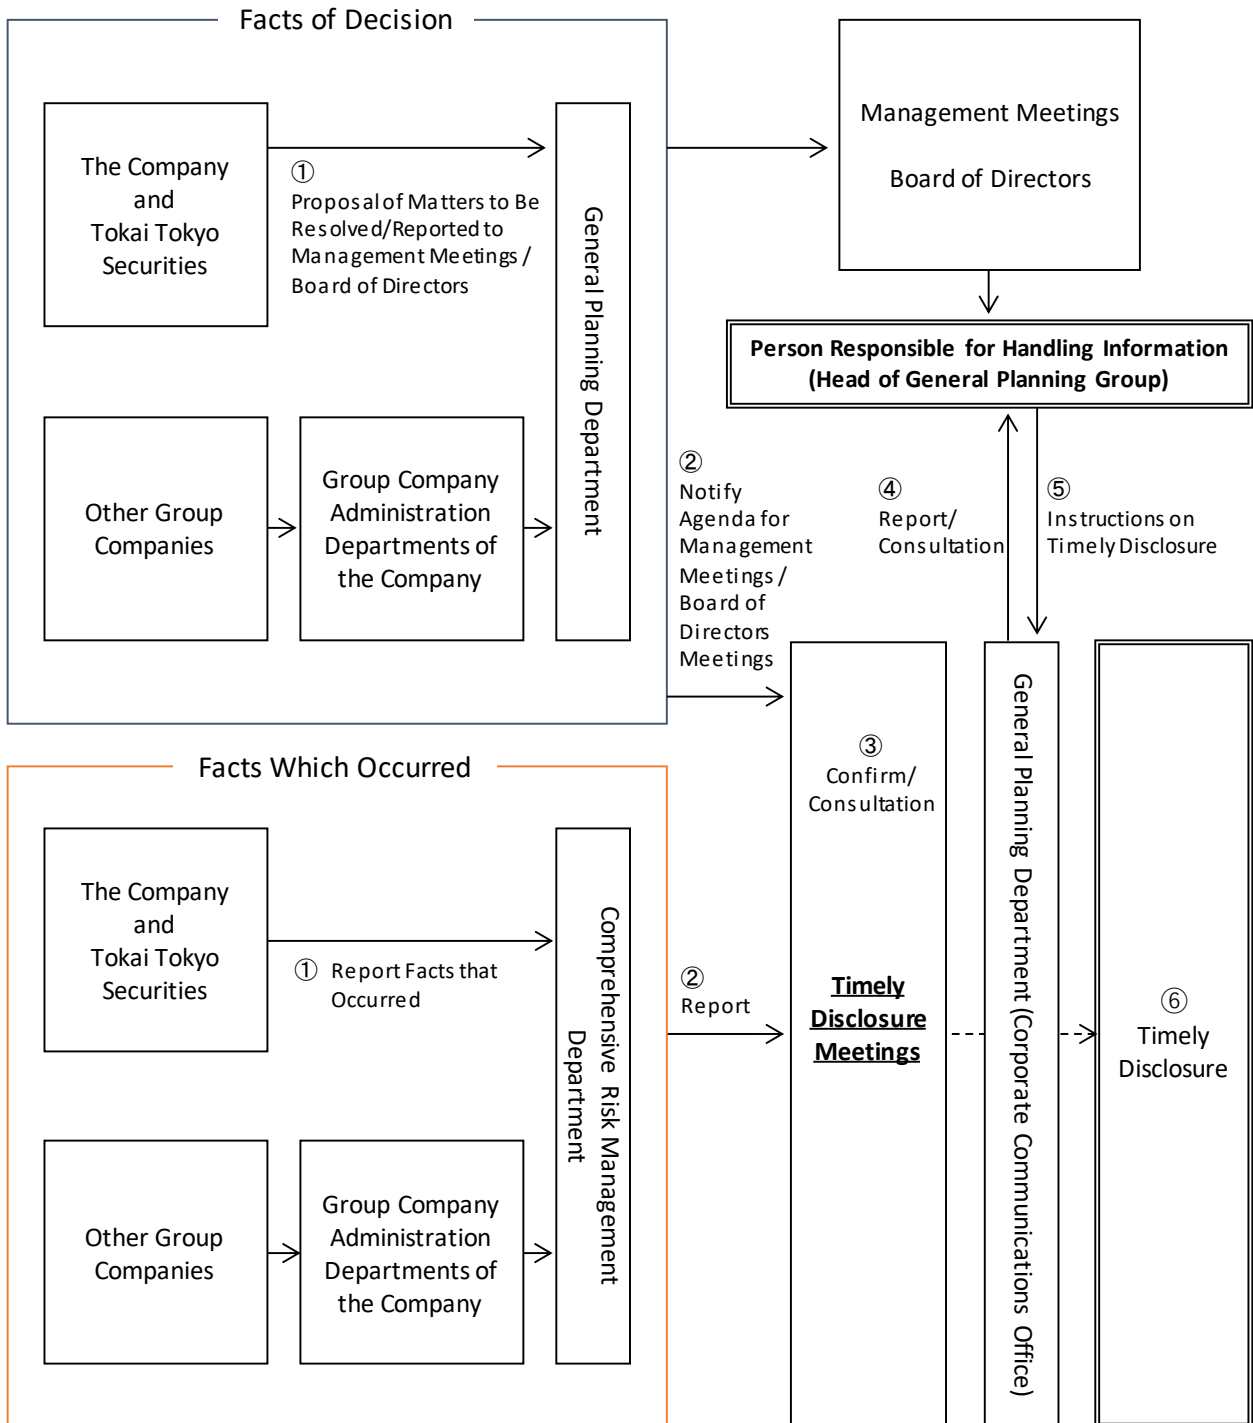 Facts of Decision
The Company
and
Tokai Tokyo
Securities
①
Proposal of Matters to Be
Resolved/Reported to
Management Meetings /
Board of Directors
General Planning Department
Other Group
Companies
Group Company
Administration
Departments of
the Company
Management Meetings
Board of Directors
Person Responsible for Handling Information
(Head of General Planning Group)
②
Notify
Agenda for
Management
Meetings /
Board of
Directors
Meetings
④
Report/
Consultation
⑤
Instructions on
Timely Disclosure
Facts Which Occurred
The Company
and
Tokai Tokyo
Securities
① Report Facts that
Occurred
Comprehensive Risk Management
Department
Other Group
Companies
Group Company
Administration
Departments of
the Company
②
Report
③
Confirm/
Consultation
Timely
Disclosure
Meetings
General Planning Department (Corporate Communications Office)
⑥
Timely
Disclosure